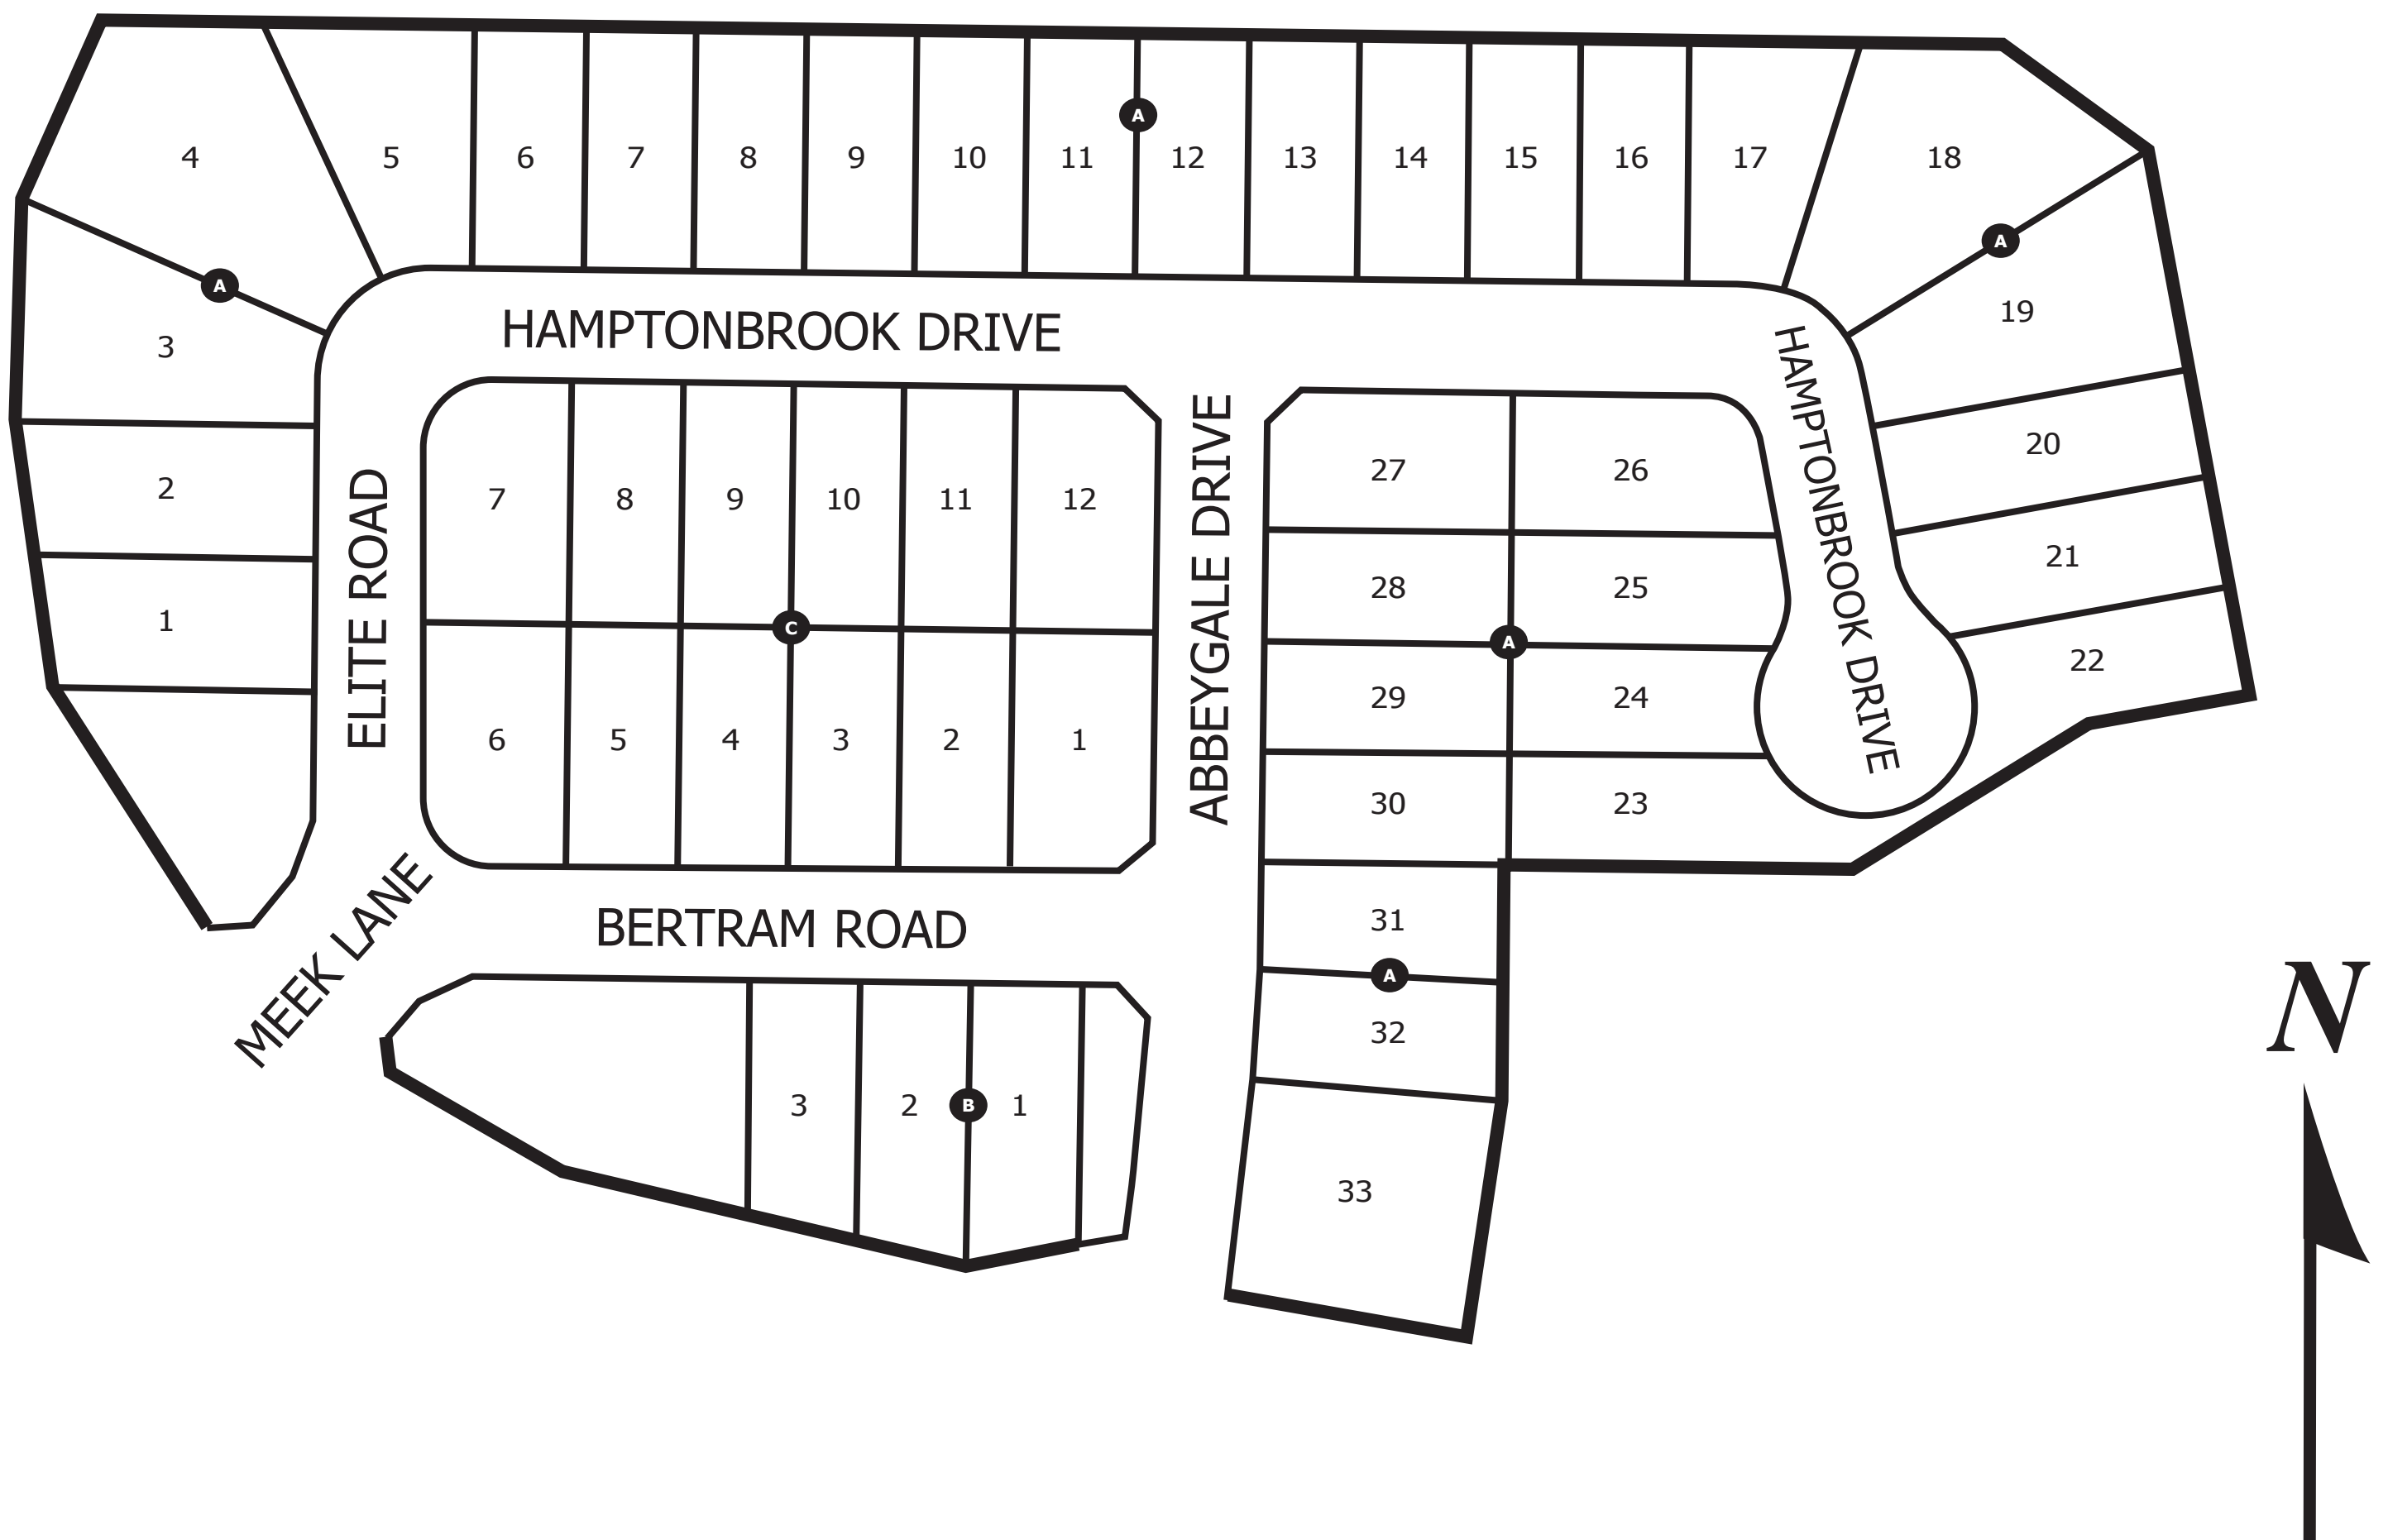 4 5 6 7 8 9 10 11 A 12 13 14 15 16 17 18
A
A
3
19
HAMPTONBROOK DRIVE
HAMPTONBROOK DRIVE
20
2
ELITE ROAD
7 8 9 10 11 12
ABBEYGALE DRIVE
27 26
28 25
21
1
C
A
22
29 24
6 5 4 3 2 1
30 23
MEEK LANE
BERTRAM ROAD
31
A
32
3 2 B 1
33
N